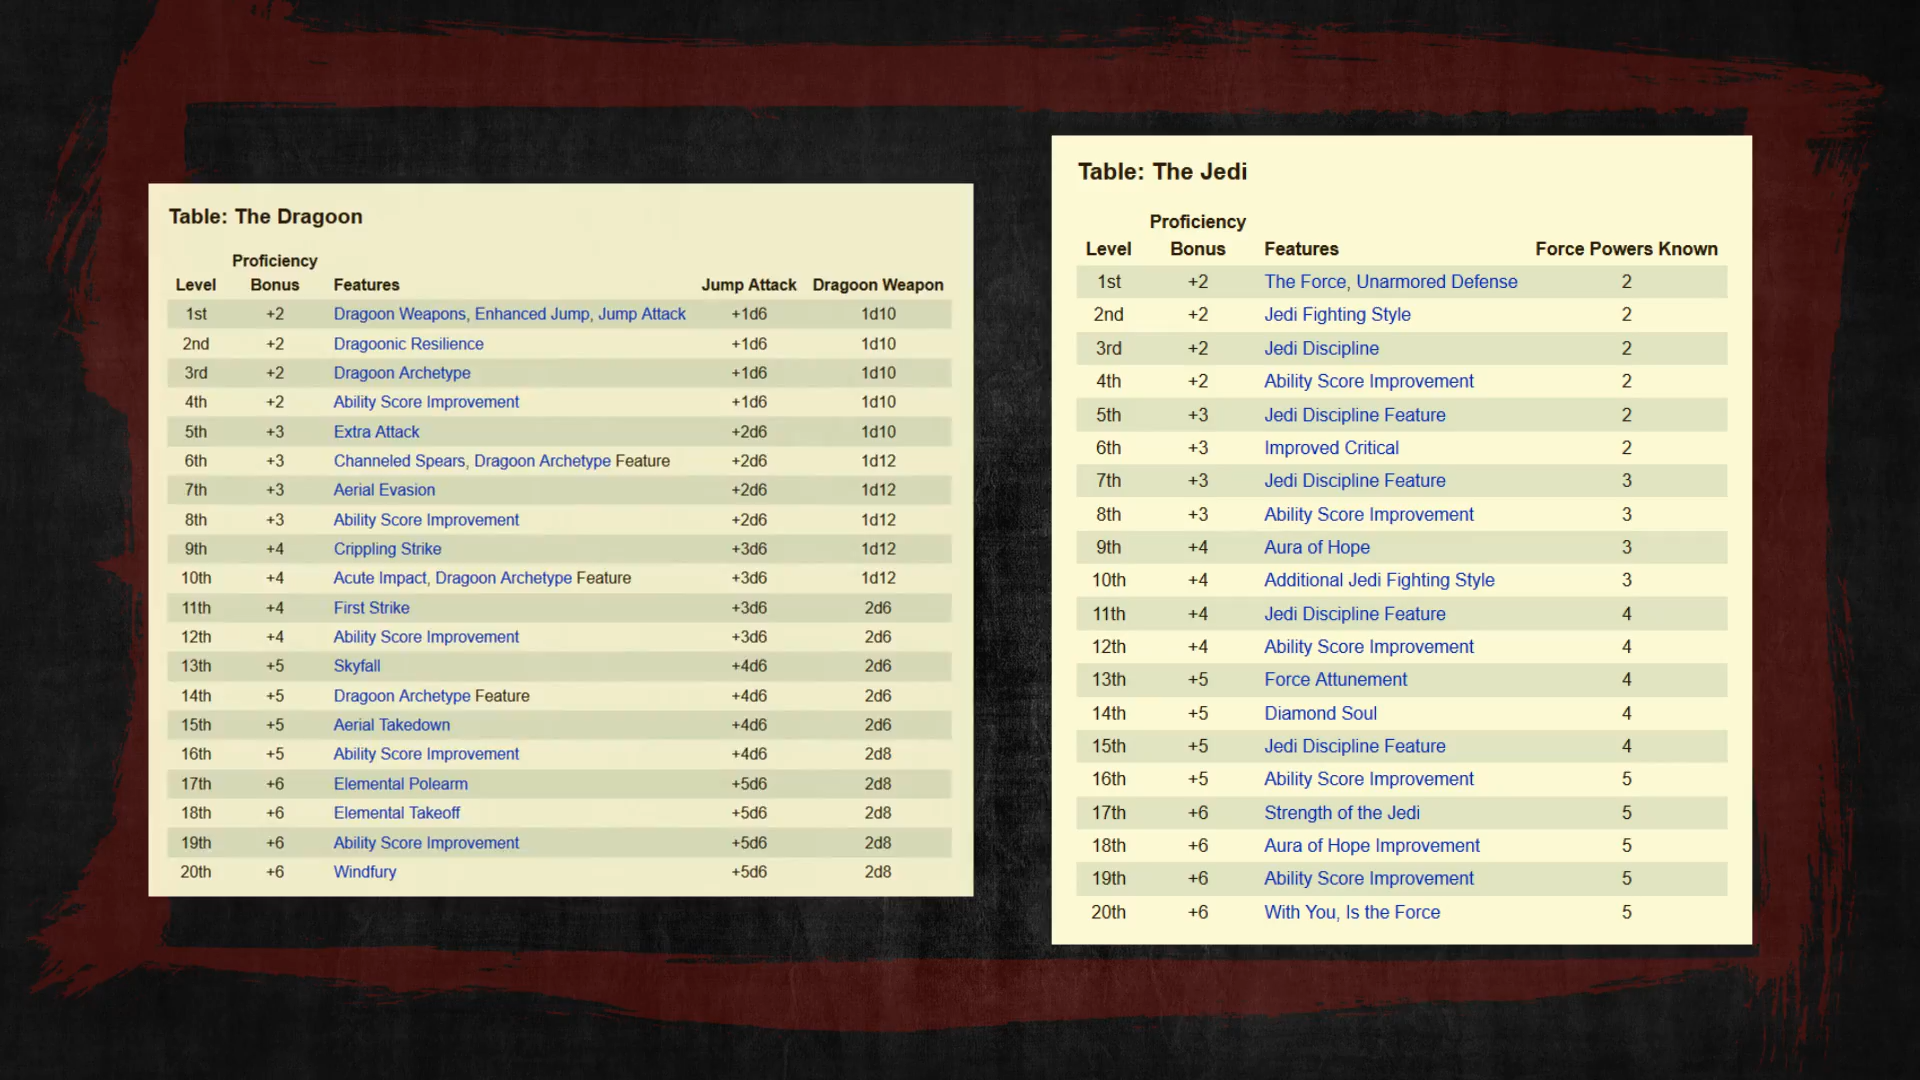 Table: The Dragoon
Proficiency
Level Bonus Features Jump Attack Dragoon Weapon
1st +2 Dragoon Weapons, Enhanced Jump, Jump Attack +1d6 1d10
2nd +2 Dragoonic Resilience +1d6 1d10
3rd +2 Dragoon Archetype +1d6 1d10
4th +2 Ability Score Improvement +1d6 1d10
5th +3 Extra Attack +2d6 1d10
6th +3 Channeled Spears, Dragoon Archetype Feature +2d6 1d12
7th +3 Aerial Evasion +2d6 1d12
8th +3 Ability Score Improvement +2d6 1d12
9th +4 Crippling Strike +3d6 1d12
10th +4 Acute Impact, Dragoon Archetype Feature +3d6 1d12
11th +4 First Strike +3d6 2d6
12th +4 Ability Score Improvement +3d6 2d6
13th +5 Skyfall +4d6 2d6
14th +5 Dragoon Archetype Feature +4d6 2d6
15th +5 Aerial Takedown +4d6 2d6
16th +5 Ability Score Improvement +4d6 2d8
17th +6 Elemental Polearm +5d6 2d8
18th +6 Elemental Takeoff +5d6 2d8
19th +6 Ability Score Improvement +5d6 2d8
20th +6 Windfury +5d6 2d8
Table: The Jedi
Proficiency
Level Bonus Features Force Powers Known
1st +2 The Force, Unarmored Defense 2
2nd +2 Jedi Fighting Style 2
3rd +2 Jedi Discipline 2
4th +2 Ability Score Improvement 2
5th +3 Jedi Discipline Feature 2
6th +3 Improved Critical 2
7th +3 Jedi Discipline Feature 3
8th +3 Ability Score Improvement 3
9th +4 Aura of Hope 3
10th +4 Additional Jedi Fighting Style 3
11th +4 Jedi Discipline Feature 4
12th +4 Ability Score Improvement 4
13th +5 Force Attunement 4
14th +5 Diamond Soul 4
15th +5 Jedi Discipline Feature 4
16th +5 Ability Score Improvement 5
17th +6 Strength of the Jedi 5
18th +6 Aura of Hope Improvement 5
19th +6 Ability Score Improvement 5
20th +6 With You, Is the Force 5